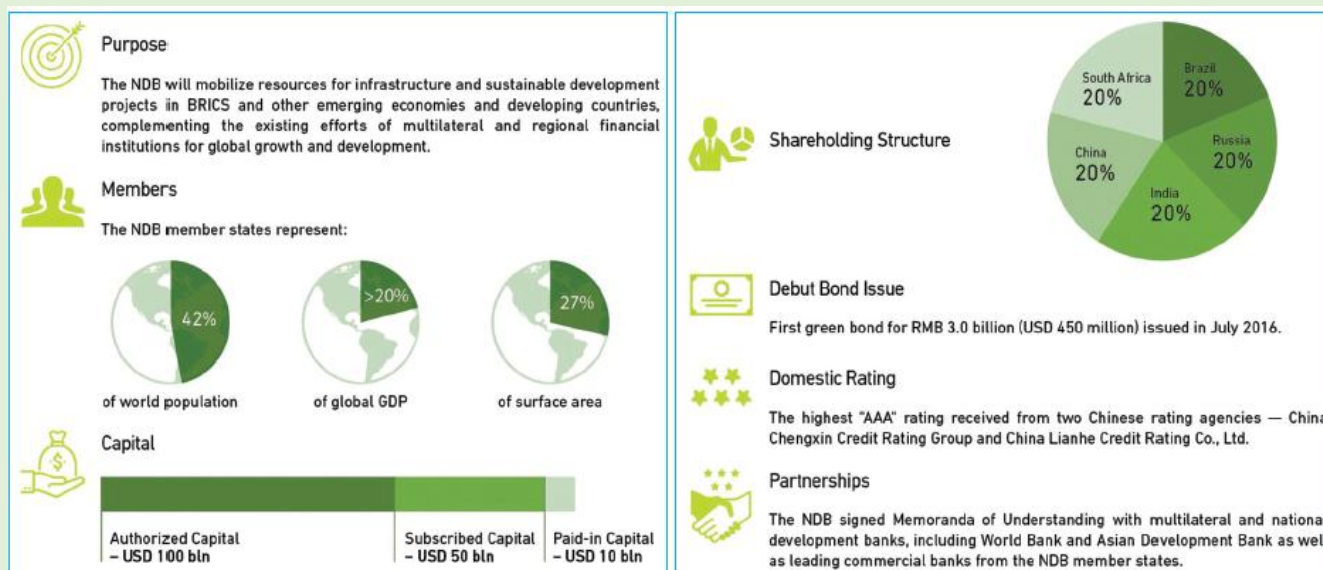 Purpose
The NDB will mobilize resources for infrastructure and sustainable development
projects in BRICS and other emerging economies and developing countries,
complementing the existing efforts of multilateral and regional financial
institutions for global growth and development.
Members
The NDB member states represent:
42%
>20%
27%
of world population
of global GDP
of surface area
Capital
$
Authorized Capital
– USD 100 bln
Subscribed Capital
– USD 50 bln
Paid-in Capital
– USD 10 bln
Shareholding Structure
South Africa
20%
Brazil
20%
Russia
20%
China
20%
India
20%
Debut Bond Issue
First green bond for RMB 3.0 billion (USD 450 million) issued in July 2016.
Domestic Rating
The highest "AAA" rating received from two Chinese rating agencies — China
Chengxin Credit Rating Group and China Lianhe Credit Rating Co., Ltd.
Partnerships
The NDB signed Memoranda of Understanding with multilateral and national
development banks, including World Bank and Asian Development Bank as well
as leading commercial banks from the NDB member states.